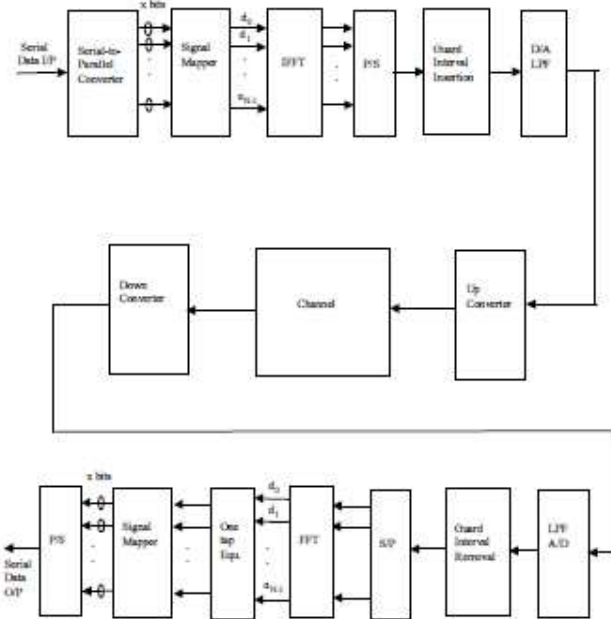 x bits
d₀
d₁
dN-1
Serial
Data I/P
Serial-to-
Parallel
Converter
Signal
Mapper
IFFT
P/S
Guard
Interval
Insertion
D/A
LPF
Down
Converter
Channel
Up
Converter
x bits
d₀
d₁
dN-1
P/S
Signal
Mapper
One
tap
Equ.
FFT
S/P
Guard
Interval
Removal
LPF
A/D
Serial
Data
O/P